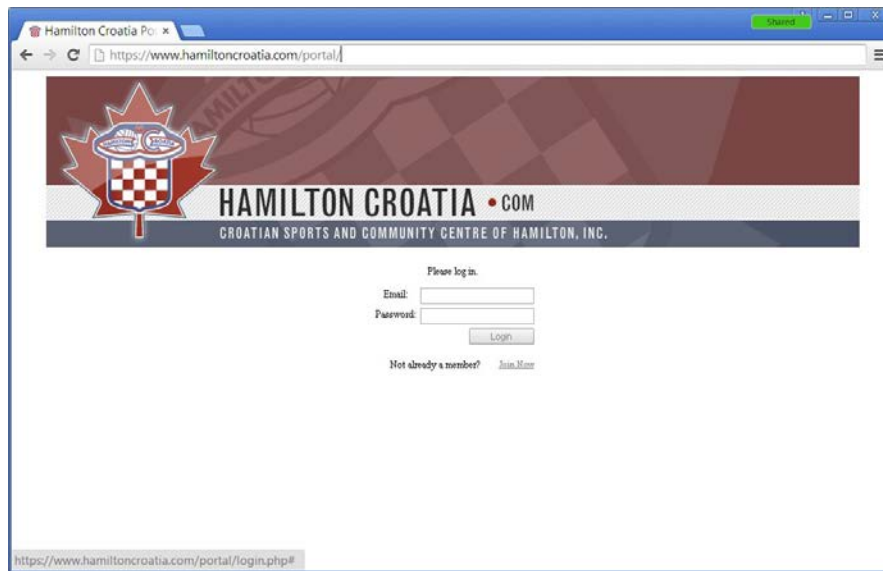 Shared
Hamilton Croatia Po
https://www.hamiltoncroatia.com/portal/
HAMILTON CROATIA
HAMILTON CROATIA • COM
CROATIAN SPORTS AND COMMUNITY CENTRE OF HAMILTON, INC.
Please log in.
Email:
Password:
Login
Not already a member? Join Now
https://www.hamiltoncroatia.com/portal/login.php#